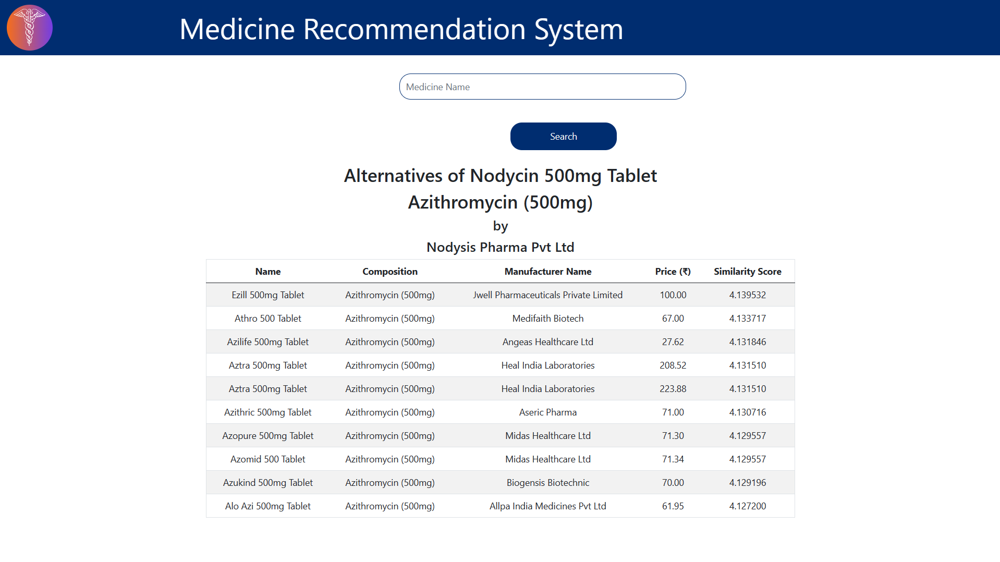 Medicine Recommendation System
Medicine Name
Search
Alternatives of Nodycin 500mg Tablet
Azithromycin (500mg)
by
Nodysis Pharma Pvt Ltd
Name Composition Manufacturer Name Price (₹) Similarity Score
Ezill 500mg Tablet Azithromycin (500mg) Jwell Pharmaceuticals Private Limited 100.00 4.139532
Athro 500 Tablet Azithromycin (500mg) Medifaith Biotech 67.00 4.133717
Azilife 500mg Tablet Azithromycin (500mg) Angeas Healthcare Ltd 27.62 4.131846
Aztra 500mg Tablet Azithromycin (500mg) Heal India Laboratories 208.52 4.131510
Aztra 500mg Tablet Azithromycin (500mg) Heal India Laboratories 223.88 4.131510
Azithric 500mg Tablet Azithromycin (500mg) Aseric Pharma 71.00 4.130716
Azopure 500mg Tablet Azithromycin (500mg) Midas Healthcare Ltd 71.30 4.129557
Azomid 500 Tablet Azithromycin (500mg) Midas Healthcare Ltd 71.34 4.129557
Azukind 500mg Tablet Azithromycin (500mg) Biogensis Biotechnic 70.00 4.129196
Alo Azi 500mg Tablet Azithromycin (500mg) Allpa India Medicines Pvt Ltd 61.95 4.127200